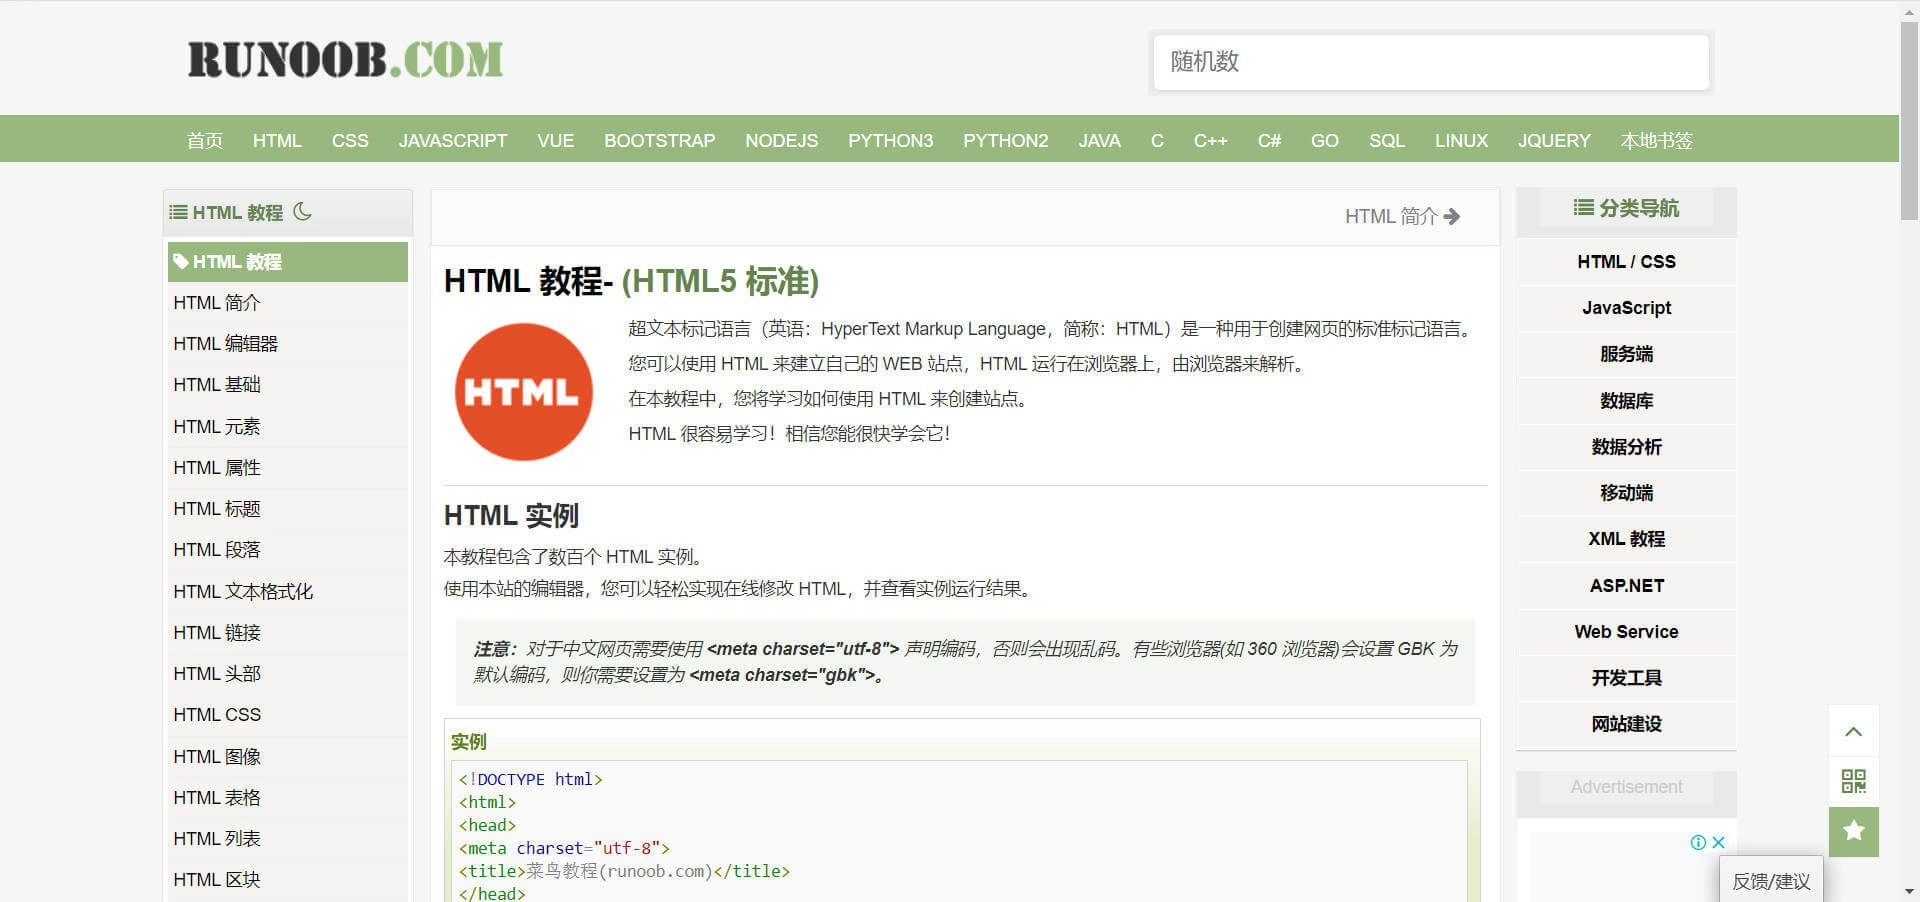 RUNOOB.COM
随机数
首页 HTML CSS JAVASCRIPT VUE BOOTSTRAP NODEJS PYTHON3 PYTHON2 JAVA C C++ C# GO SQL LINUX JQUERY 本地书签
HTML 教程
HTML 教程
HTML 简介
HTML 编辑器
HTML 基础
HTML 元素
HTML 属性
HTML 标题
HTML 段落
HTML 文本格式化
HTML 链接
HTML 头部
HTML CSS
HTML 图像
HTML 表格
HTML 列表
HTML 区块
HTML 简介
HTML 教程- (HTML5 标准)
HTML
超文本标记语言（英语：HyperText Markup Language，简称：HTML）是一种用于创建网页的标准标记语言。
您可以使用 HTML 来建立自己的 WEB 站点，HTML 运行在浏览器上，由浏览器来解析。
在本教程中，您将学习如何使用 HTML 来创建站点。
HTML 很容易学习！相信您能很快学会它！
HTML 实例
本教程包含了数百个 HTML 实例。
使用本站的编辑器，您可以轻松实现在线修改 HTML，并查看实例运行结果。
注意：对于中文网页需要使用 <meta charset="utf-8"> 声明编码，否则会出现乱码。有些浏览器(如 360 浏览器)会设置 GBK 为
默认编码，则你需要设置为 <meta charset="gbk">。
实例
<!DOCTYPE html>
<html>
<head>
<meta charset="utf-8">
<title>菜鸟教程(runoob.com)</title>
</head>
分类导航
HTML / CSS
JavaScript
服务端
数据库
数据分析
移动端
XML 教程
ASP.NET
Web Service
开发工具
网站建设
Advertisement
反馈/建议